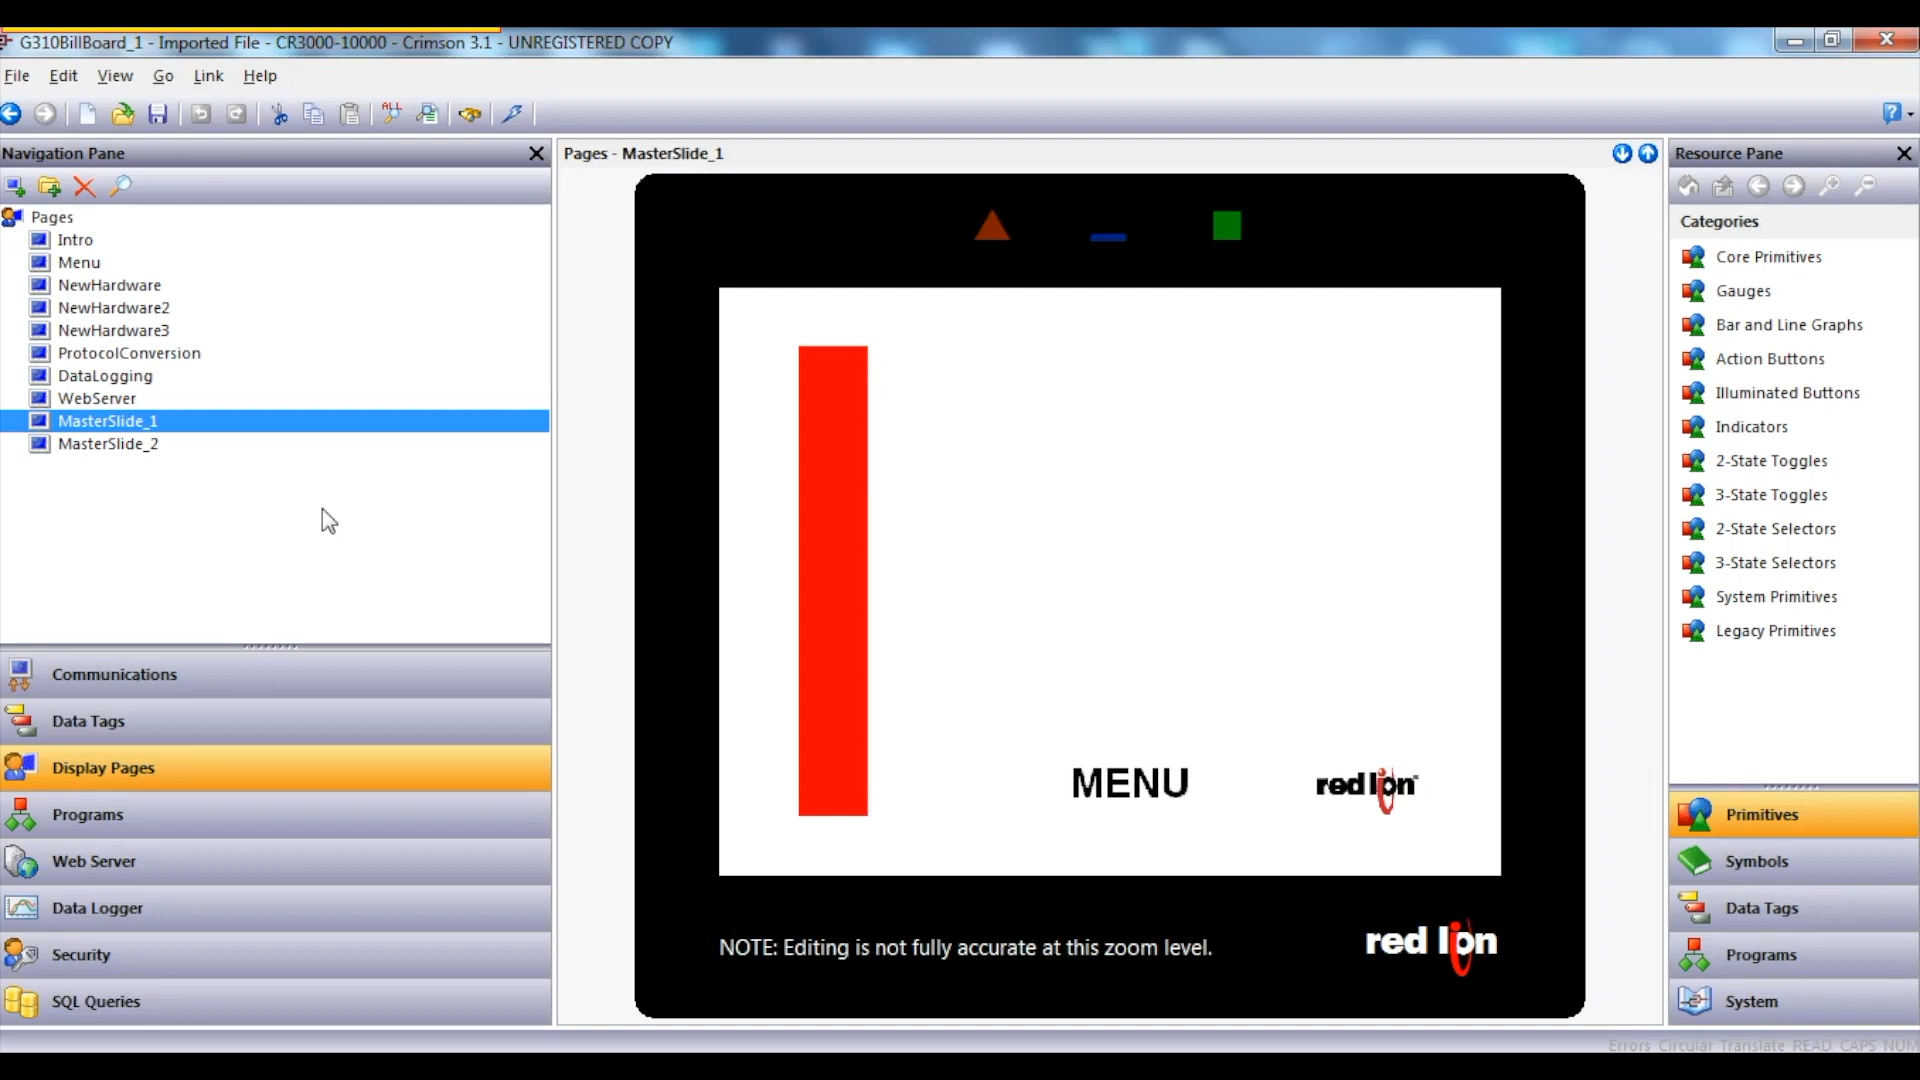 G310BillBoard_1 - Imported File - CR3000-10000 - Crimson 3.1 - UNREGISTERED COPY
File Edit View Go Link Help
ALL
Navigation Pane
Pages
Intro
Menu
NewHardware
NewHardware2
NewHardware3
ProtocolConversion
DataLogging
WebServer
MasterSlide_1
MasterSlide_2
Communications
Data Tags
Display Pages
Programs
Web Server
Data Logger
Security
SQL Queries
Pages - MasterSlide_1
MENU
red lion
NOTE: Editing is not fully accurate at this zoom level.
red lion
Resource Pane
Categories
Core Primitives
Gauges
Bar and Line Graphs
Action Buttons
Illuminated Buttons
Indicators
2-State Toggles
3-State Toggles
2-State Selectors
3-State Selectors
System Primitives
Legacy Primitives
Primitives
Symbols
Data Tags
Programs
System
Errors Circular Translate READ CAPS NUM